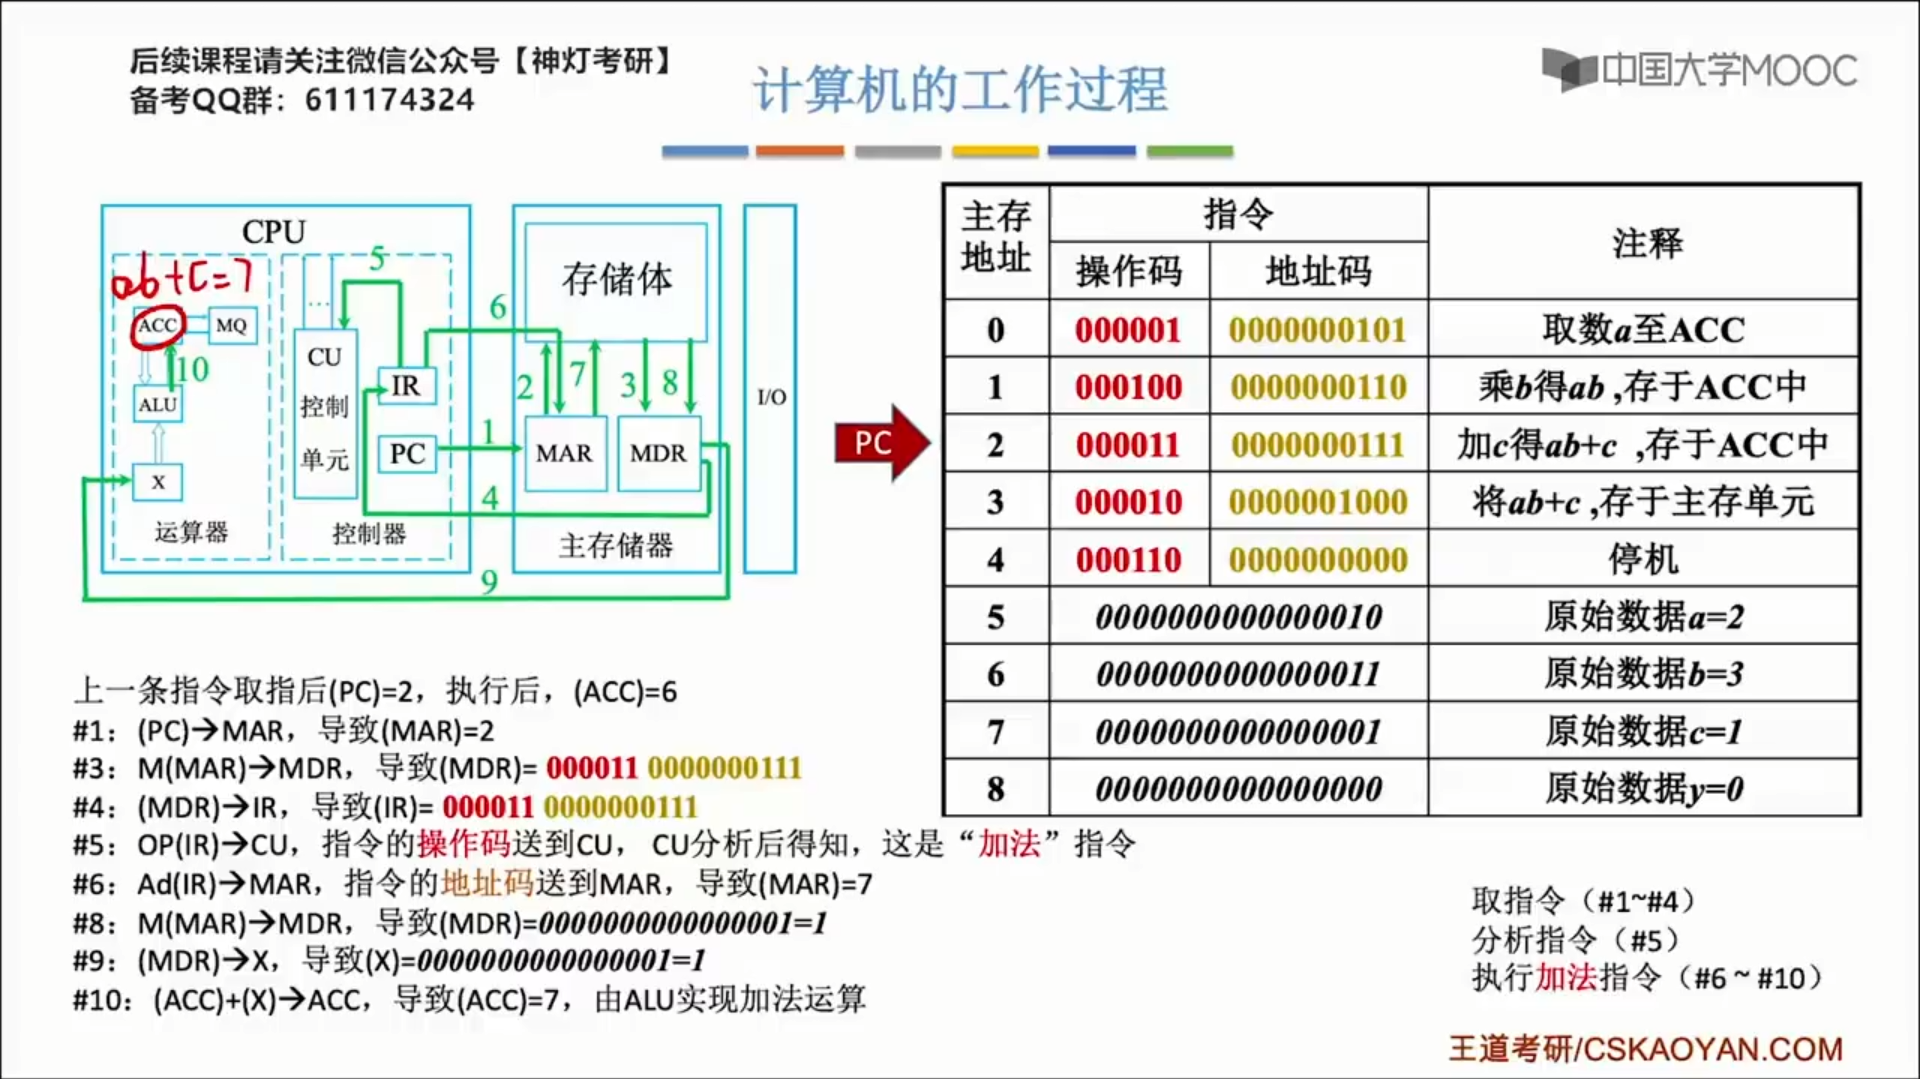 后续课程请关注微信公众号【神灯考研】
备考QQ群：611174324
计算机的工作过程
中国大学MOOC
CPU
ab+c=7
ACC
MQ
10
ALU
X
运算器
5
...
CU
控制
单元
IR
PC
控制器
6
1
4
9
存储体
2
7
3
8
MAR
MDR
主存储器
I/O
PC
主存地址 指令 注释
操作码 地址码
0 000001 0000000101 取数a至ACC
1 000100 0000000110 乘b得ab ,存于ACC中
2 000011 0000000111 加c得ab+c ,存于ACC中
3 000010 0000001000 将ab+c ,存于主存单元
4 000110 0000000000 停机
5 0000000000000010 原始数据a=2
6 0000000000000011 原始数据b=3
7 0000000000000001 原始数据c=1
8 0000000000000000 原始数据y=0
上一条指令取指后(PC)=2，执行后，(ACC)=6
#1：(PC)→MAR，导致(MAR)=2
#3：M(MAR)→MDR，导致(MDR)= 000011 0000000111
#4：(MDR)→IR，导致(IR)= 000011 0000000111
#5：OP(IR)→CU，指令的操作码送到CU， CU分析后得知，这是“加法”指令
#6：Ad(IR)→MAR，指令的地址码送到MAR，导致(MAR)=7
#8：M(MAR)→MDR，导致(MDR)=0000000000000001=1
#9：(MDR)→X，导致(X)=0000000000000001=1
#10：(ACC)+(X)→ACC，导致(ACC)=7，由ALU实现加法运算
取指令（#1~#4）
分析指令（#5）
执行加法指令（#6 ~ #10）
王道考研/CSKAOYAN.COM